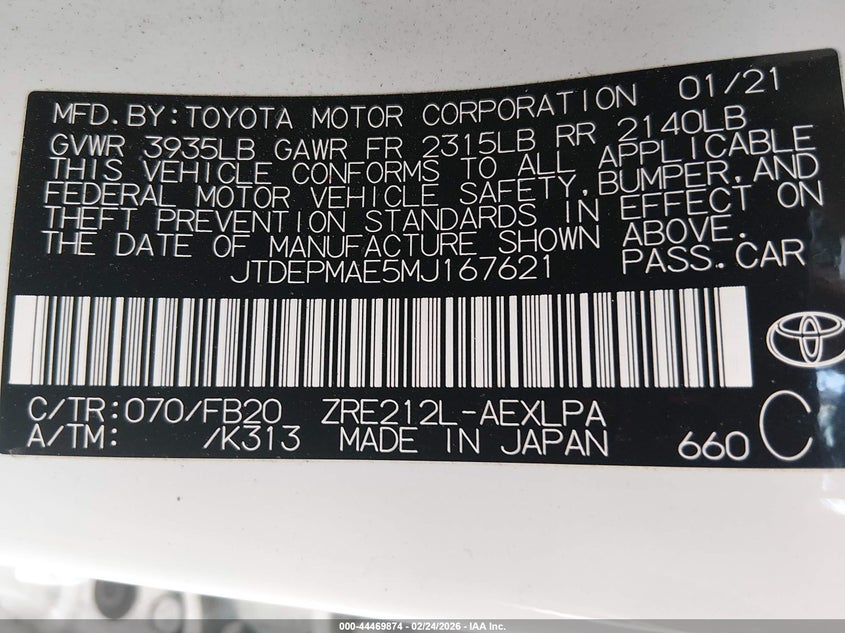 MFD.BY:TOYOTA MOTOR CORPORATION 01/21
GVWR 3935LB GAWR FR 2315LB RR 2140LB
THIS VEHICLE CONFORMS TO ALL APPLICABLE
FEDERAL MOTOR VEHICLE SAFETY,BUMPER,AND
THEFT PREVENTION STANDARDS IN EFFECT ON
THE DATE OF MANUFACTURE SHOWN ABOVE.
JTDEPMAE5MJ167621 PASS.CAR
C/TR:070/FB20 ZRE212L-AEXLPA
A/TM: /K313 MADE IN JAPAN 660 C
000-44469874 - 02/24/2026 - IAA Inc.